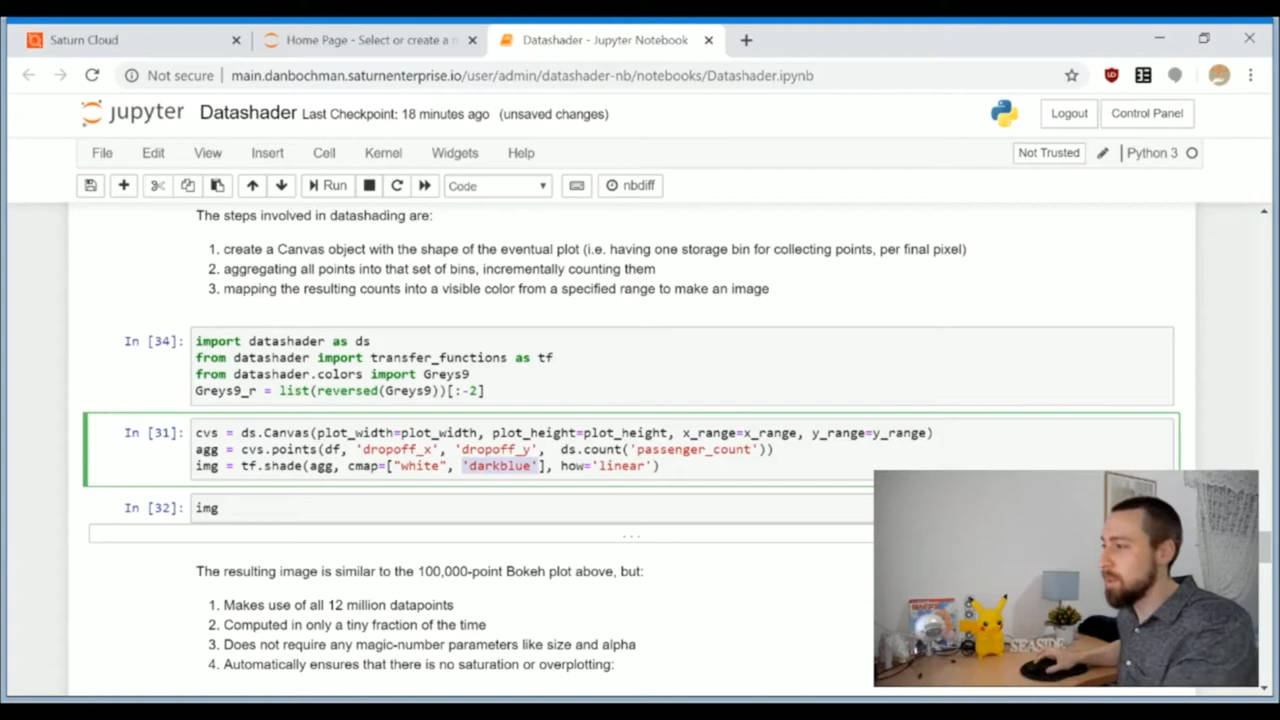 Saturn Cloud
Home Page - Select or create a n
Datashader - Jupyter Notebook
Not secure
main.danbochman.saturnenterprise.io/user/admin/datashader-nb/notebooks/Datashader.ipynb
jupyter Datashader Last Checkpoint: 18 minutes ago (unsaved changes)
Logout
Control Panel
File Edit View Insert Cell Kernel Widgets Help
Not Trusted
Python 3
Run
Code
nbdiff
The steps involved in datashading are:
1. create a Canvas object with the shape of the eventual plot (i.e. having one storage bin for collecting points, per final pixel)
2. aggregating all points into that set of bins, incrementally counting them
3. mapping the resulting counts into a visible color from a specified range to make an image
In [34]: import datashader as ds
from datashader import transfer_functions as tf
from datashader.colors import Greys9
Greys9_r = list(reversed(Greys9))[:-2]
In [31]: cvs = ds.Canvas(plot_width=plot_width, plot_height=plot_height, x_range=x_range, y_range=y_range)
agg = cvs.points(df, 'dropoff_x', 'dropoff_y', ds.count('passenger_count'))
img = tf.shade(agg, cmap=["white", 'darkblue'], how='linear')
In [32]: img
...
The resulting image is similar to the 100,000-point Bokeh plot above, but:
1. Makes use of all 12 million datapoints
2. Computed in only a tiny fraction of the time
3. Does not require any magic-number parameters like size and alpha
4. Automatically ensures that there is no saturation or overplotting:
SEASIDE